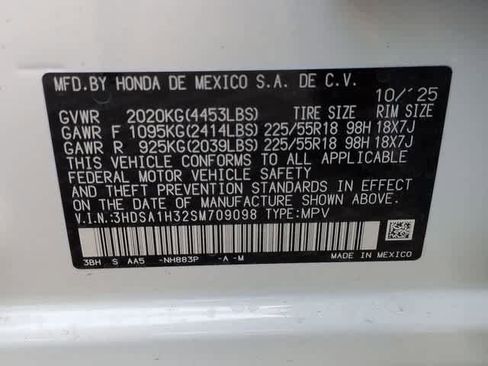 MFD.BY HONDA DE MEXICO S.A. DE C.V.
10/'25
GVWR 2020KG(4453LBS) TIRE SIZE RIM SIZE
GAWR F 1095KG(2414LBS) 225/55R18 98H 18X7J
GAWR R 925KG(2039LBS) 225/55R18 98H 18X7J
THIS VEHICLE CONFORMS TO ALL APPLICABLE
FEDERAL MOTOR VEHICLE SAFETY
AND THEFT PREVENTION STANDARDS IN EFFECT
ON THE DATE OF MANUFACTURE SHOWN ABOVE.
V.I.N.:3HDSA1H32SM709098 TYPE:MPV
3BH S AA5 -NH883P -A -M MADE IN MEXICO